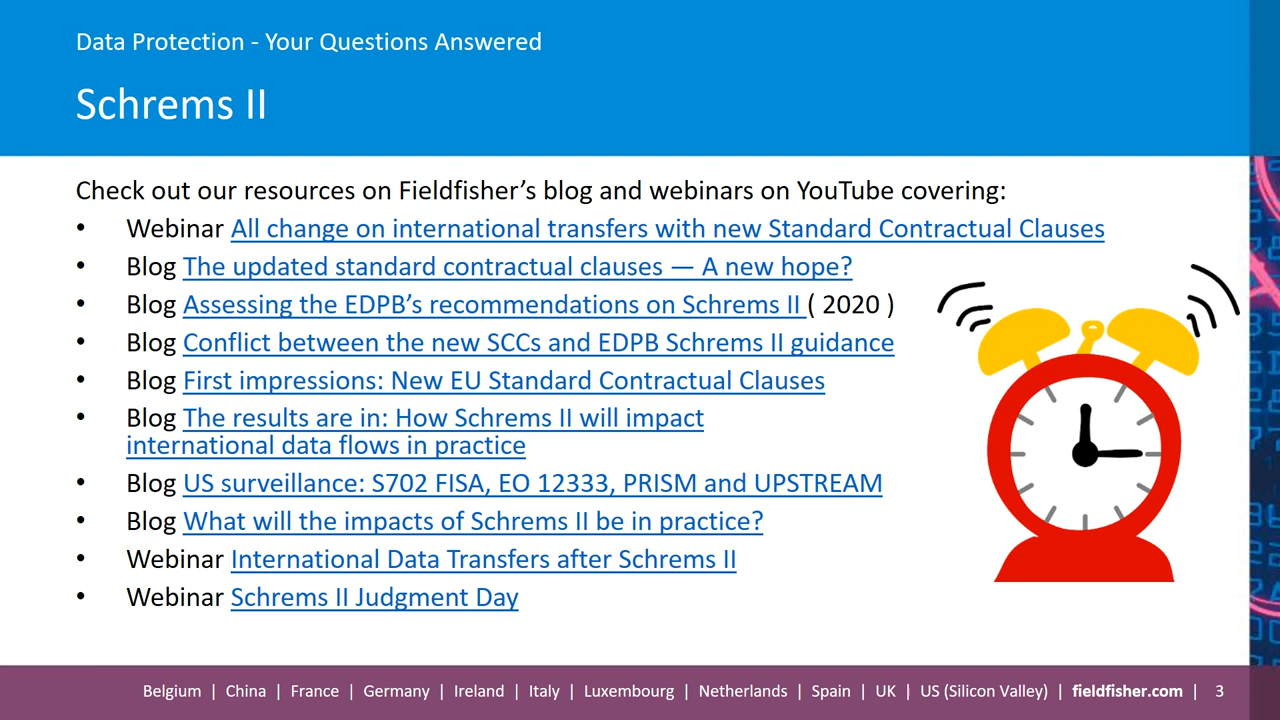 Data Protection - Your Questions Answered
Schrems II
Check out our resources on Fieldfisher’s blog and webinars on YouTube covering:
• Webinar All change on international transfers with new Standard Contractual Clauses
• Blog The updated standard contractual clauses — A new hope?
• Blog Assessing the EDPB’s recommendations on Schrems II ( 2020 )
• Blog Conflict between the new SCCs and EDPB Schrems II guidance
• Blog First impressions: New EU Standard Contractual Clauses
• Blog The results are in: How Schrems II will impact
international data flows in practice
• Blog US surveillance: S702 FISA, EO 12333, PRISM and UPSTREAM
• Blog What will the impacts of Schrems II be in practice?
• Webinar International Data Transfers after Schrems II
• Webinar Schrems II Judgment Day
Belgium | China | France | Germany | Ireland | Italy | Luxembourg | Netherlands | Spain | UK | US (Silicon Valley) | fieldfisher.com | 3